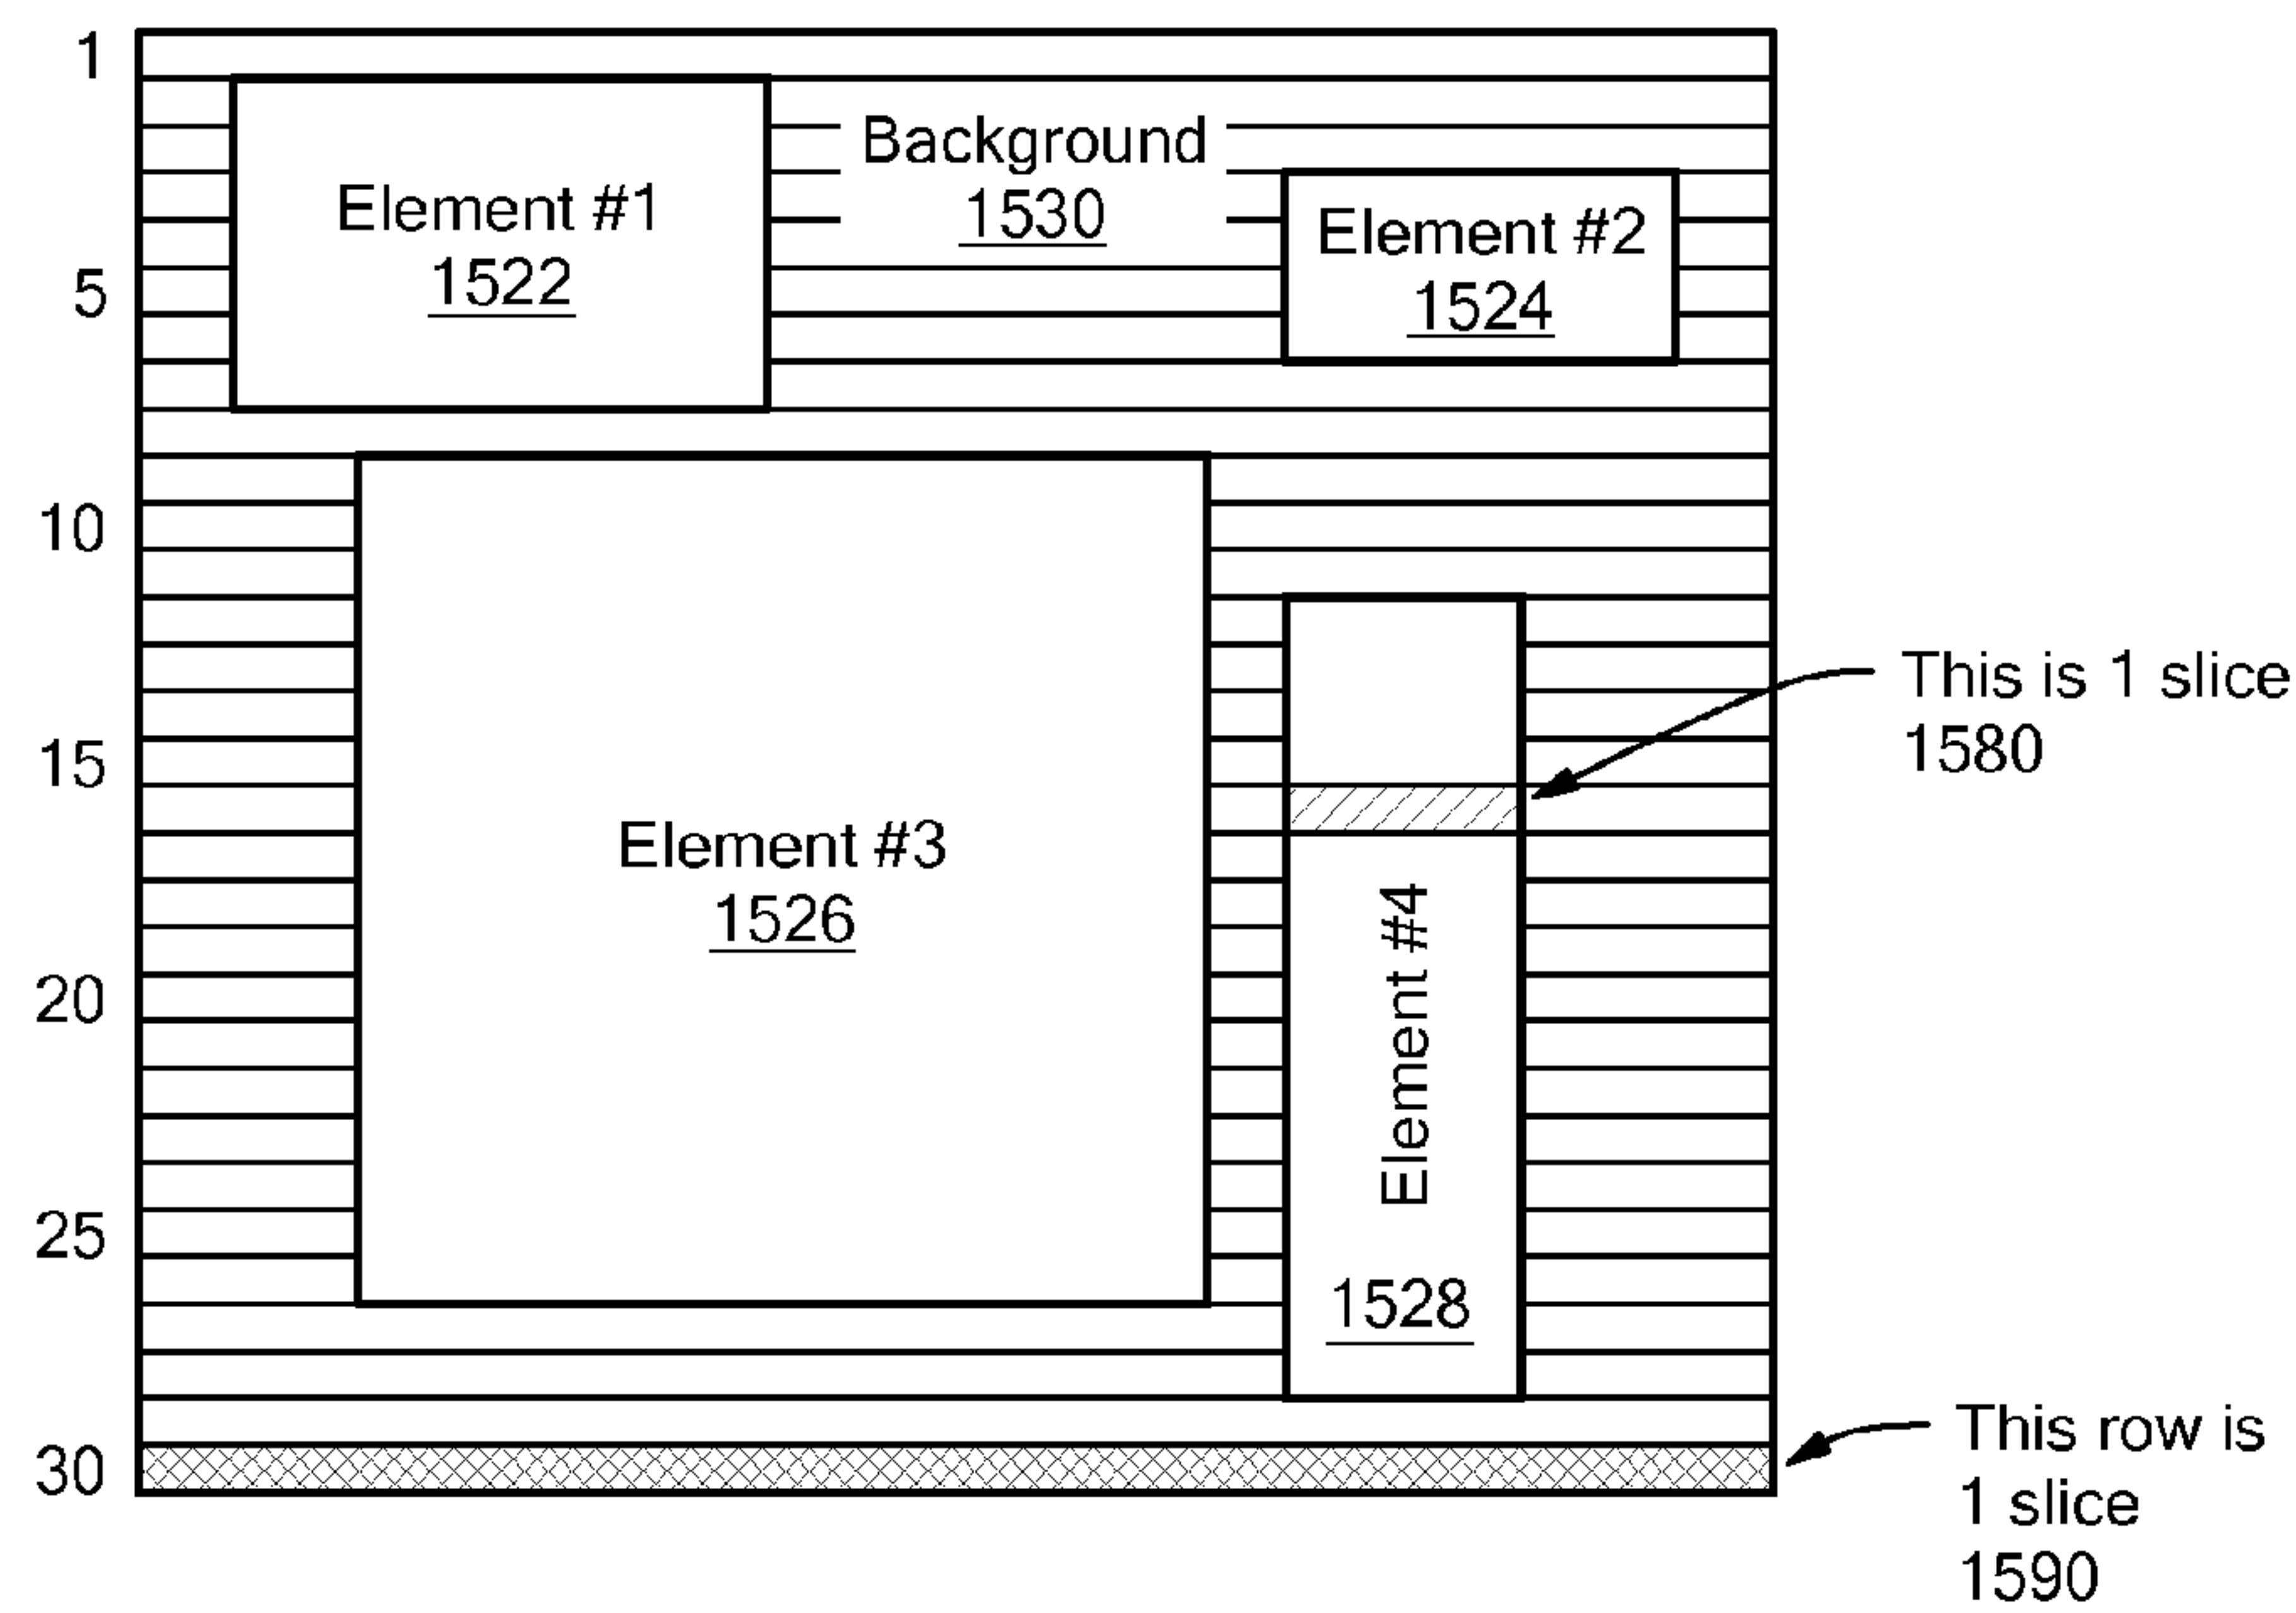 1
Background
1530
Element #1
1522
Element #2
1524
5
10
This is 1 slice
1580
15
Element #3
1526
Element #4
1528
20
25
This row is
1 slice
1590
30